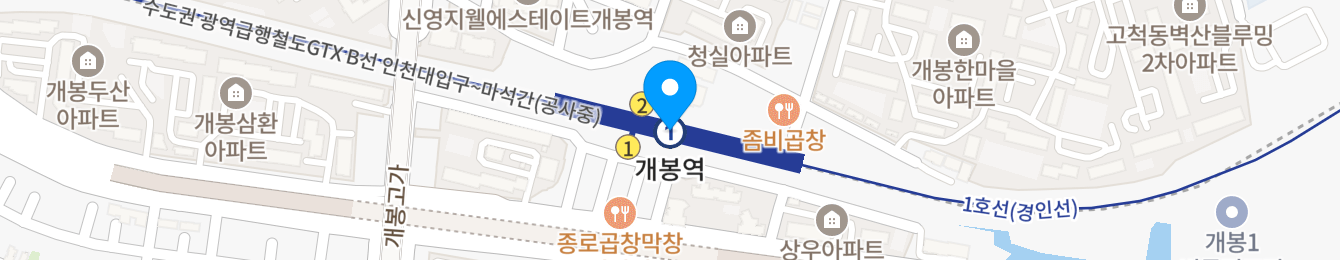 수도권 광역급행철도GTX B선 인천대입구~마석간(공사중)
신영지웰에스테이트개봉역
청실아파트
고척동벽산블루밍
2차아파트
개봉한마을
아파트
개봉두산
아파트
개봉삼환
아파트
2
1
1
좀비곱창
개봉역
개봉고가
1호선(경인선)
종로곱창막창
상우아파트
개봉1